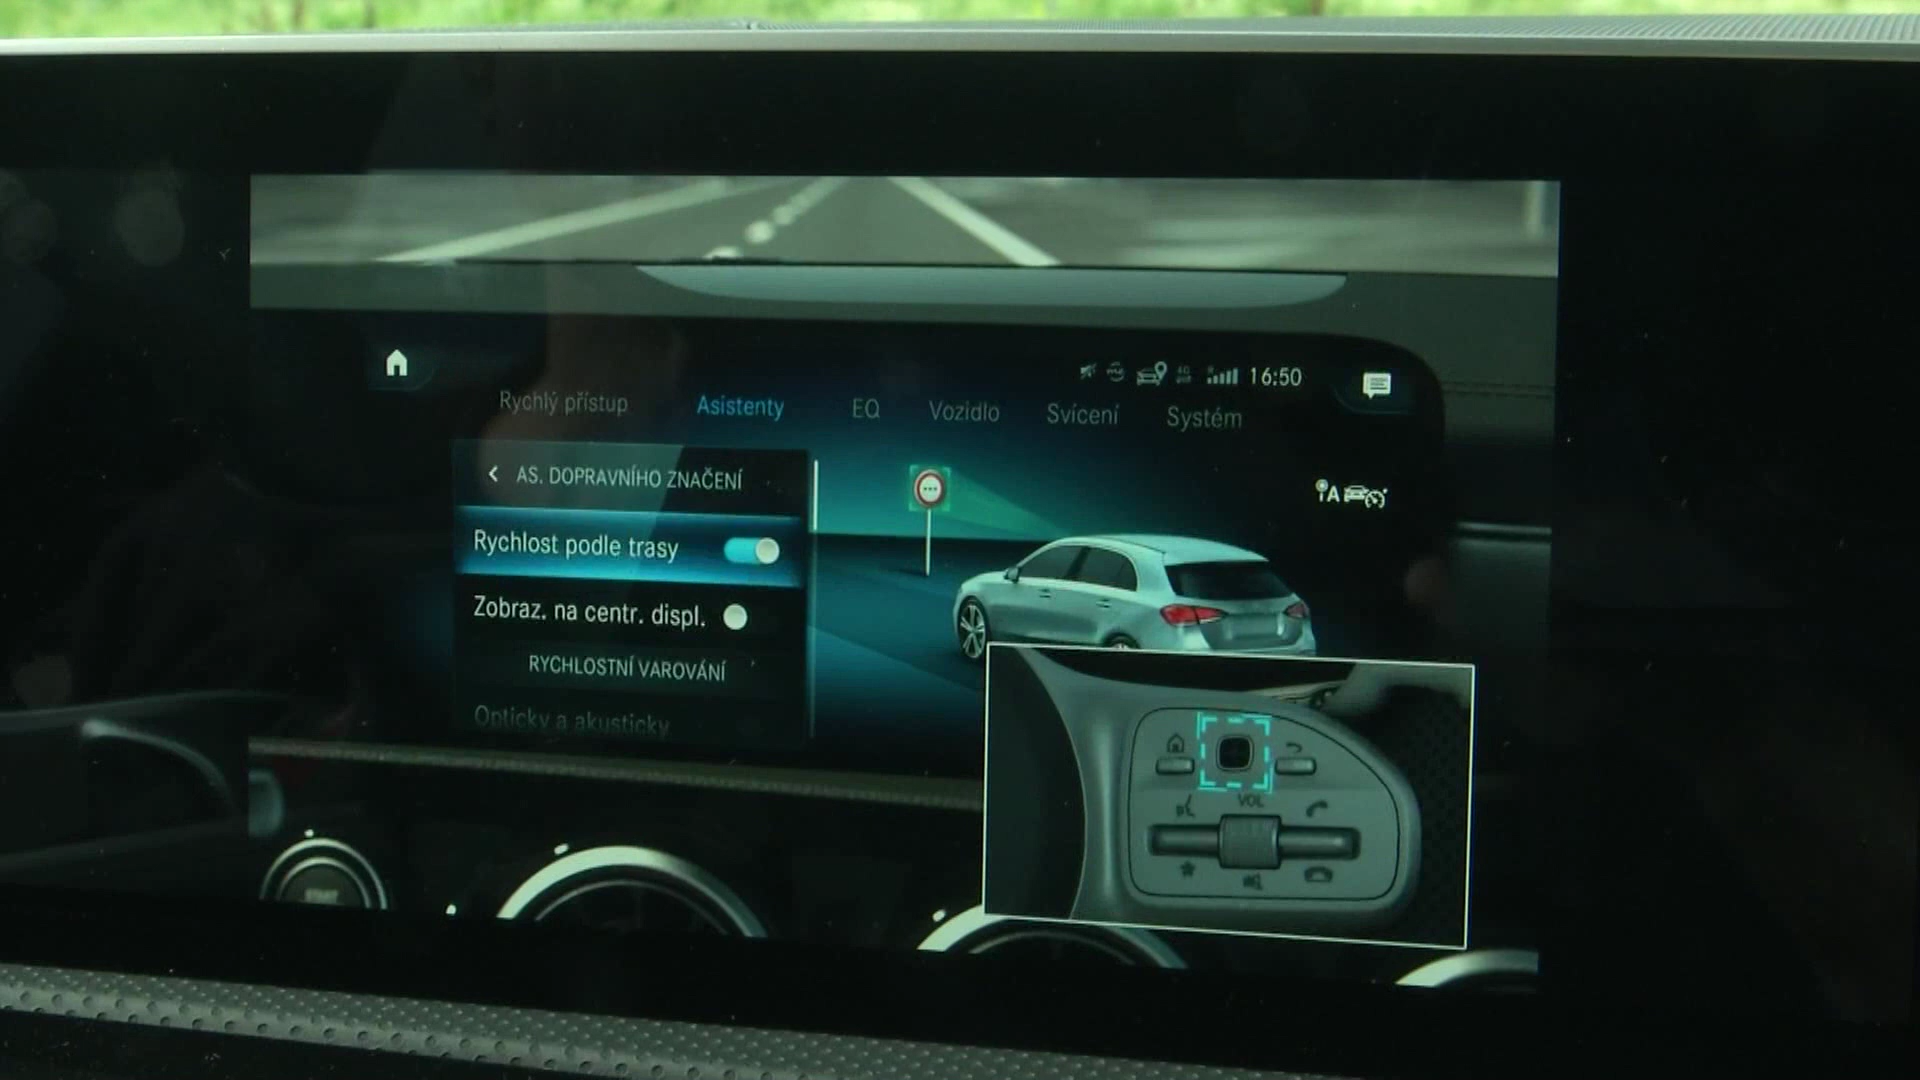 16:50
Rychlý přístup Asistenty EQ Vozidlo Svícení Systém
AS. DOPRAVNÍHO ZNAČENÍ
A
Rychlost podle trasy
Zobraz. na centr. displ.
RYCHLOSTNÍ VAROVÁNÍ
Opticky a akusticky
VOL
START